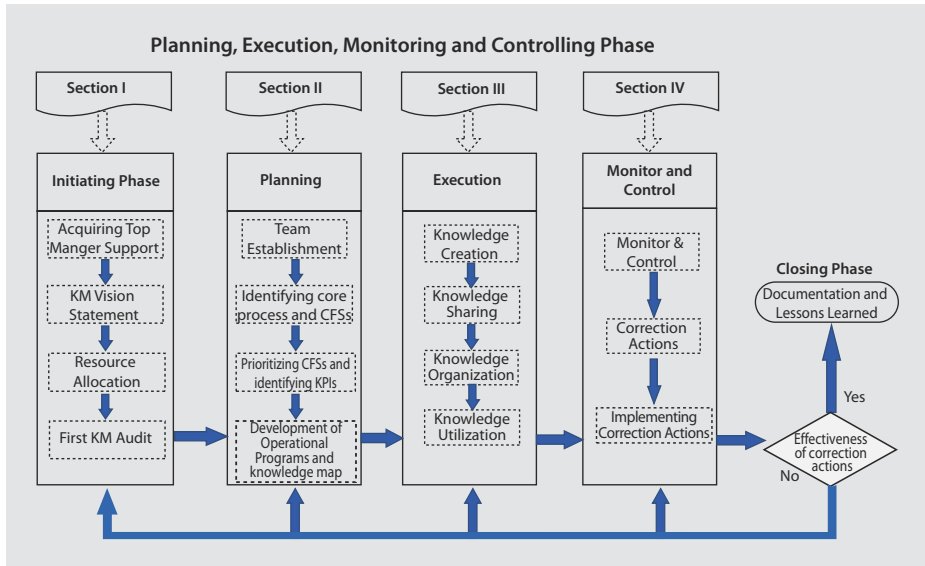 Planning, Execution, Monitoring and Controlling Phase
Section I
Section II
Section III
Section IV
Initiating Phase
Planning
Execution
Monitor and
Control
Acquiring Top
Manger Support
KM Vision
Statement
Resource
Allocation
First KM Audit
Team
Establishment
Identifying core
process and CFSs
Prioritizing CFSs and
identifying KPIs
Development of
Operational
Programs and
knowledge map
Knowledge
Creation
Knowledge
Sharing
Knowledge
Organization
Knowledge
Utilization
Monitor &
Control
Correction
Actions
Implementing
Correction Actions
Closing Phase
Documentation and
Lessons Learned
Yes
Effectiveness
of correction
actions
No